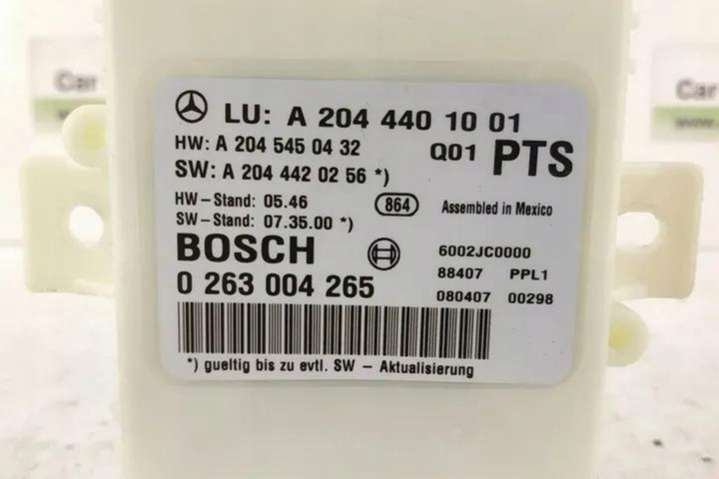 Car
Car
LU: A 204 440 10 01
HW: A 204 545 04 32
Q01 PTS
SW: A 204 442 02 56 *)
HW-Stand: 05.46
864
Assembled in Mexico
SW-Stand: 07.35.00 *)
BOSCH
6002JC0000
0 263 004 265
88407 PPL1
080407 00298
*) gueltig bis zu evtl. SW - Aktualisierung